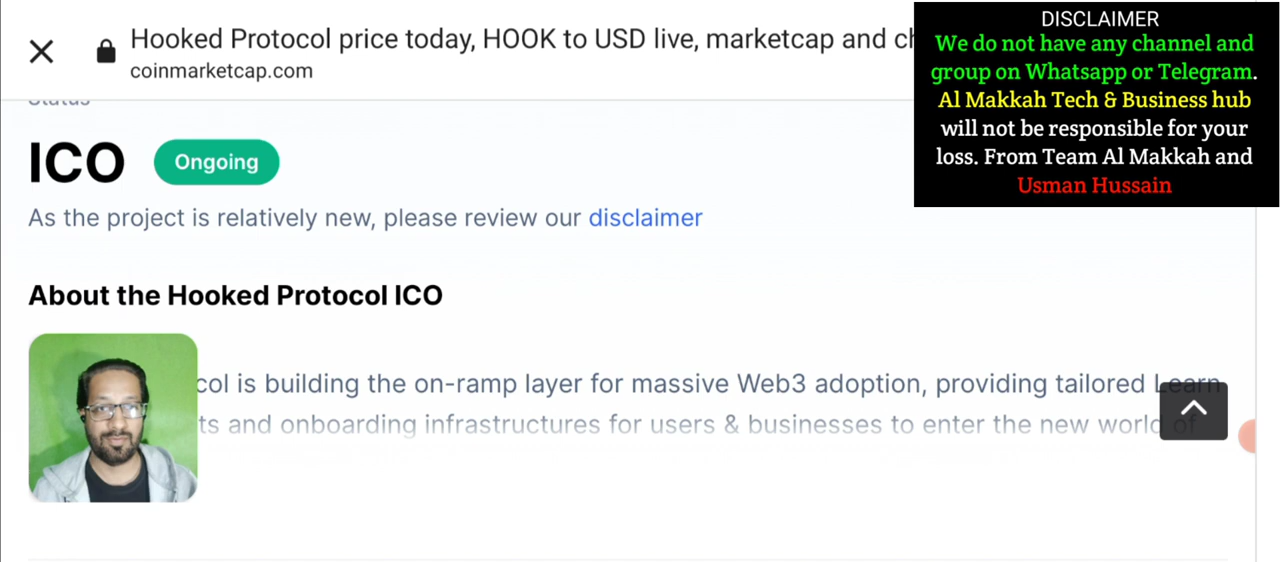 Hooked Protocol price today, HOOK to USD live, marketcap and
coinmarketcap.com
DISCLAIMER
We do not have any channel and
group on Whatsapp or Telegram.
Al Makkah Tech & Business hub
will not be responsible for your
loss. From Team Al Makkah and
Usman Hussain
Status
ICO Ongoing
As the project is relatively new, please review our disclaimer
About the Hooked Protocol ICO
col is building the on-ramp layer for massive Web3 adoption, providing tailored Learn
ts and onboarding infrastructures for users & businesses to enter the new world of